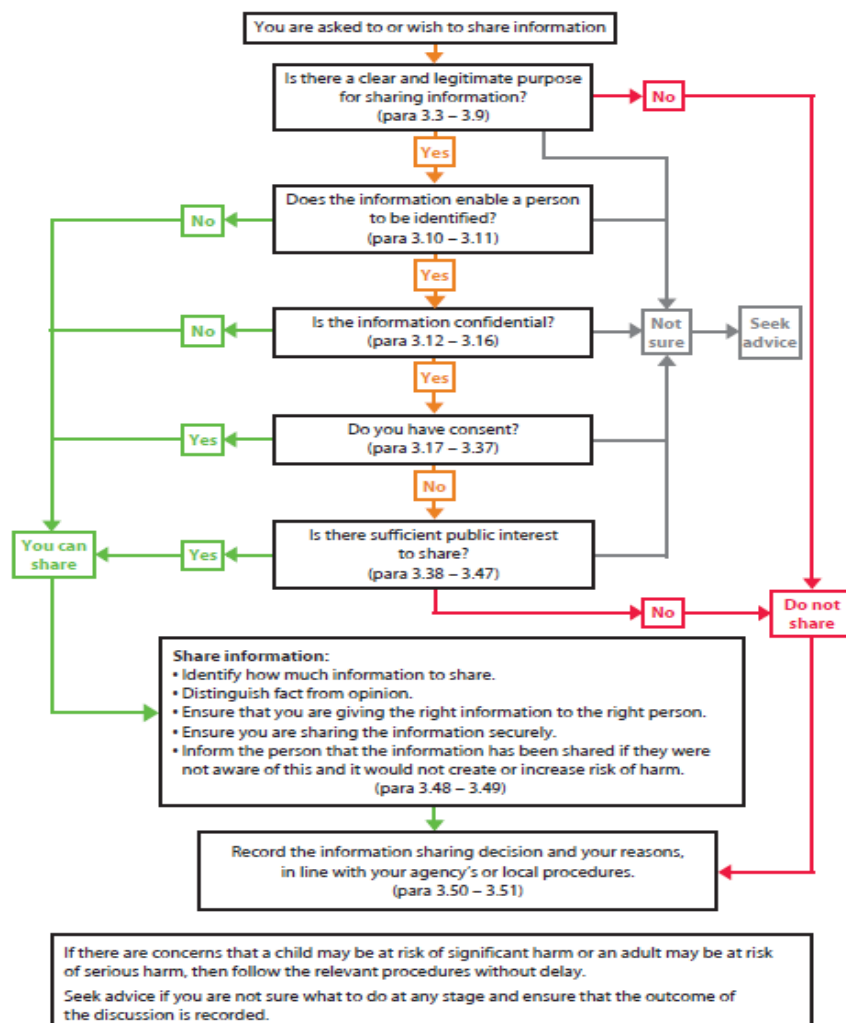 You are asked to or wish to share information
Is there a clear and legitimate purpose
for sharing information?
(para 3.3 – 3.9)
No
Yes
Does the information enable a person
to be identified?
(para 3.10 – 3.11)
No
Yes
Is the information confidential?
(para 3.12 – 3.16)
No
Not
sure
Seek
advice
Yes
Do you have consent?
(para 3.17 – 3.37)
Yes
No
Is there sufficient public interest
to share?
(para 3.38 – 3.47)
You can
share
Yes
No
Do not
share
Share information:
• Identify how much information to share.
• Distinguish fact from opinion.
• Ensure that you are giving the right information to the right person.
• Ensure you are sharing the information securely.
• Inform the person that the information has been shared if they were
not aware of this and it would not create or increase risk of harm.
(para 3.48 – 3.49)
Record the information sharing decision and your reasons,
in line with your agency's or local procedures.
(para 3.50 – 3.51)
If there are concerns that a child may be at risk of significant harm or an adult may be at risk
of serious harm, then follow the relevant procedures without delay.
Seek advice if you are not sure what to do at any stage and ensure that the outcome of
the discussion is recorded.